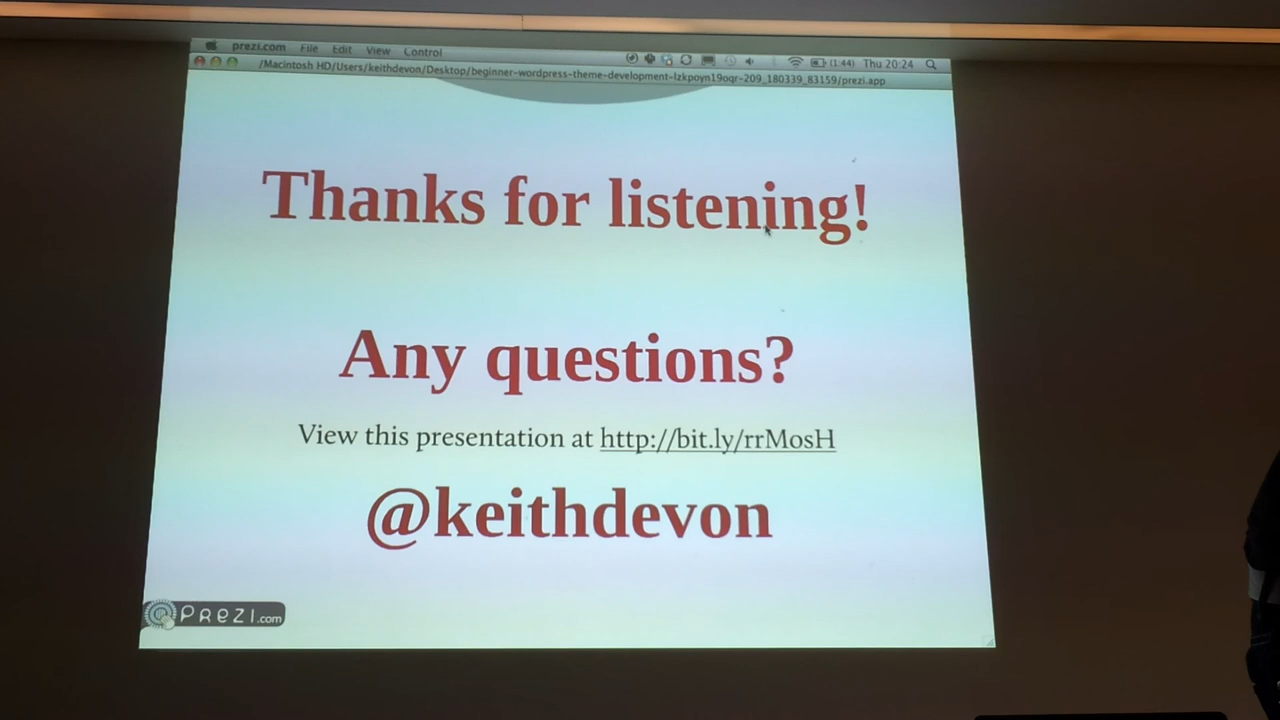 prezi.com File Edit View Control (1:44) Thu 20:24
/Macintosh HD/Users/keithdevon/Desktop/beginner-wordpress-theme-development-lzkpoyn19oqr-209_180339_83159/prezi.app
Thanks for listening!
Any questions?
View this presentation at http://bit.ly/rrMosH
@keithdevon
PREZI.com